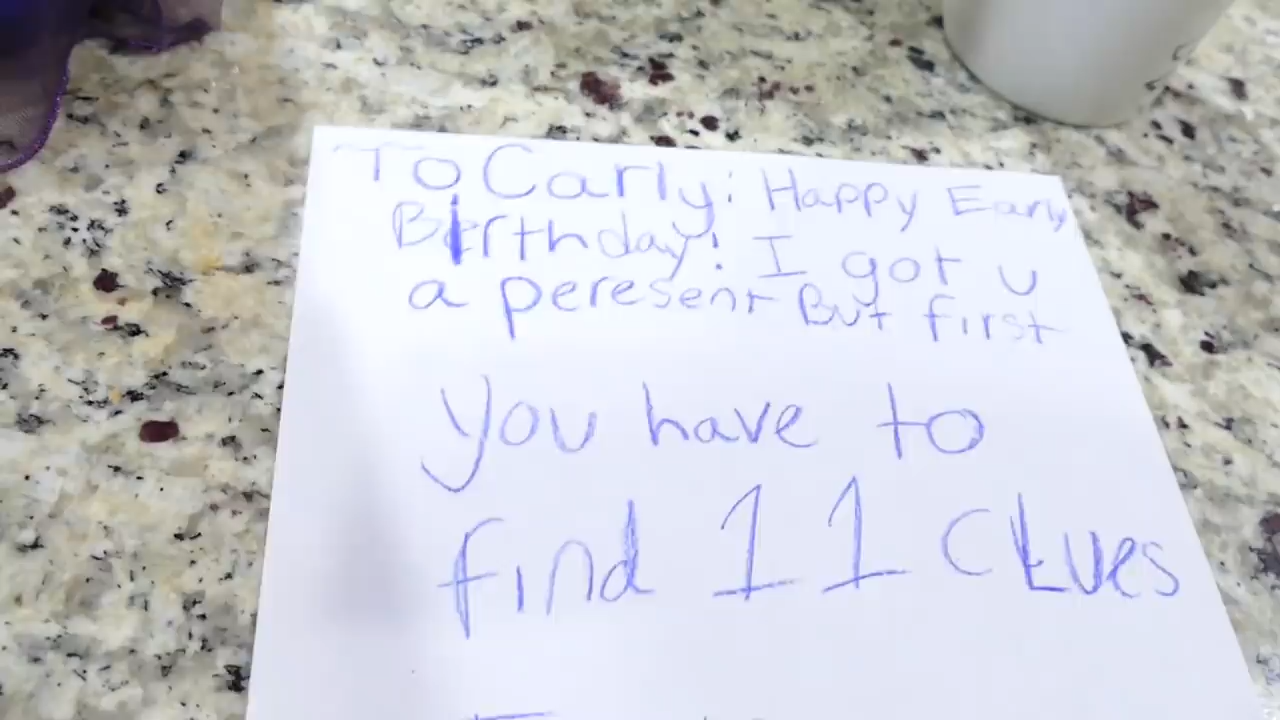 To Carly: Happy Early
Birthday! I got u
a peresent But first
you have to
find 11 CLues